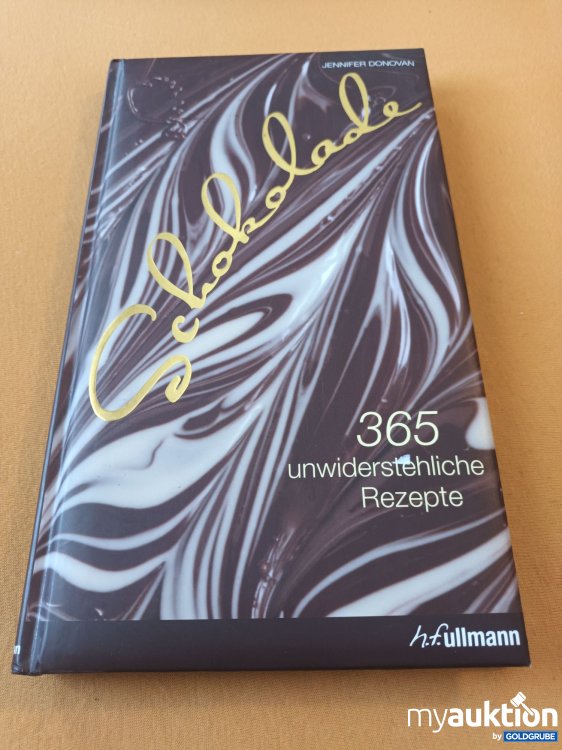 JENNIFER DONOVAN
Schokolade
365
unwiderstehliche
Rezepte
h.f.ullmann
myauktion
by GOLDGRUBE